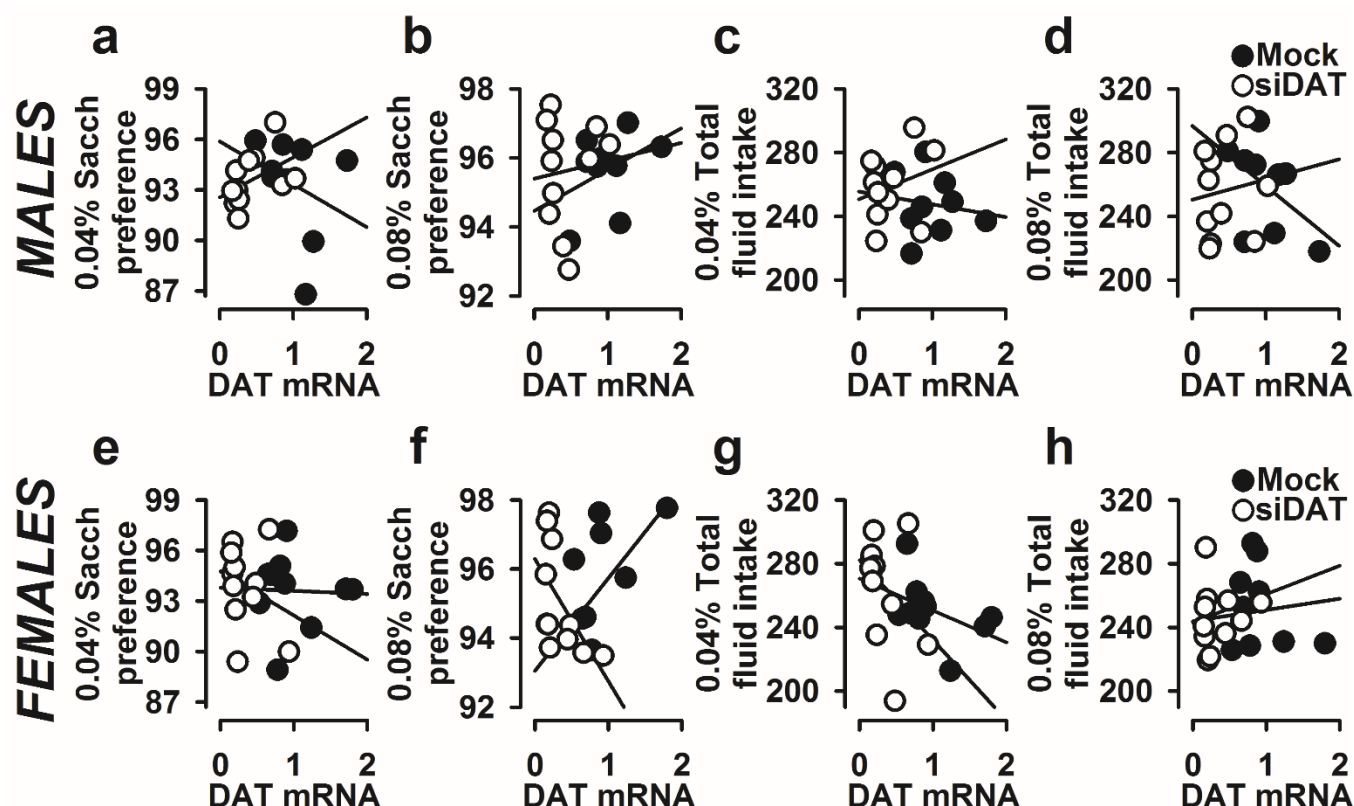 a b c d
MALES
0.04% Sacch
preference
99
96
93
90
87
0 1 2
DAT mRNA
0.08% Sacch
preference
98
96
94
92
0 1 2
DAT mRNA
0.04% Total
fluid intake
320
280
240
200
0 1 2
DAT mRNA
0.08% Total
fluid intake
320
280
240
200
0 1 2
DAT mRNA
Mock
siDAT
e f g h
FEMALES
0.04% Sacch
preference
99
96
93
90
87
0 1 2
DAT mRNA
0.08% Sacch
preference
98
96
94
92
0 1 2
DAT mRNA
0.04% Total
fluid intake
320
280
240
200
0 1 2
DAT mRNA
0.08% Total
fluid intake
320
280
240
200
0 1 2
DAT mRNA
Mock
siDAT